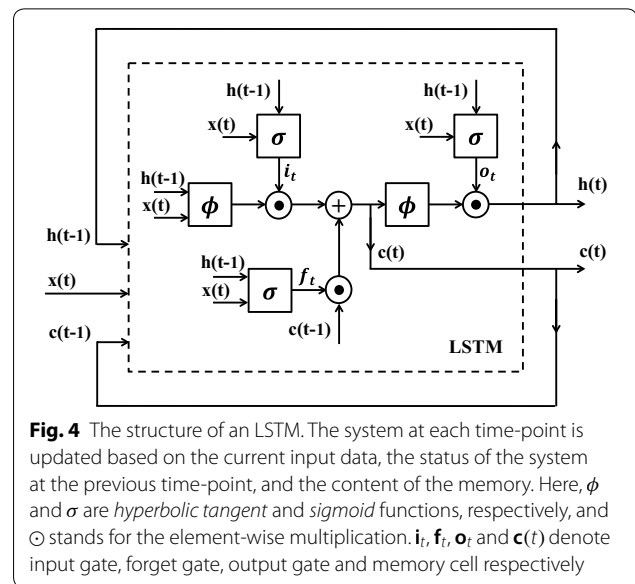 h(t-1)
h(t-1)
x(t)
σ
x(t)
σ
i_t
o_t
h(t-1)
x(t)
ϕ
⊙
+
ϕ
⊙
h(t)
h(t-1)
c(t)
c(t)
h(t-1)
x(t)
σ
f_t
⊙
x(t)
c(t-1)
c(t-1)
LSTM
Fig. 4 The structure of an LSTM. The system at each time-point is
updated based on the current input data, the status of the system
at the previous time-point, and the content of the memory. Here, ϕ
and σ are hyperbolic tangent and sigmoid functions, respectively, and
⊙ stands for the element-wise multiplication. i_t, f_t, o_t and c(t) denote
input gate, forget gate, output gate and memory cell respectively